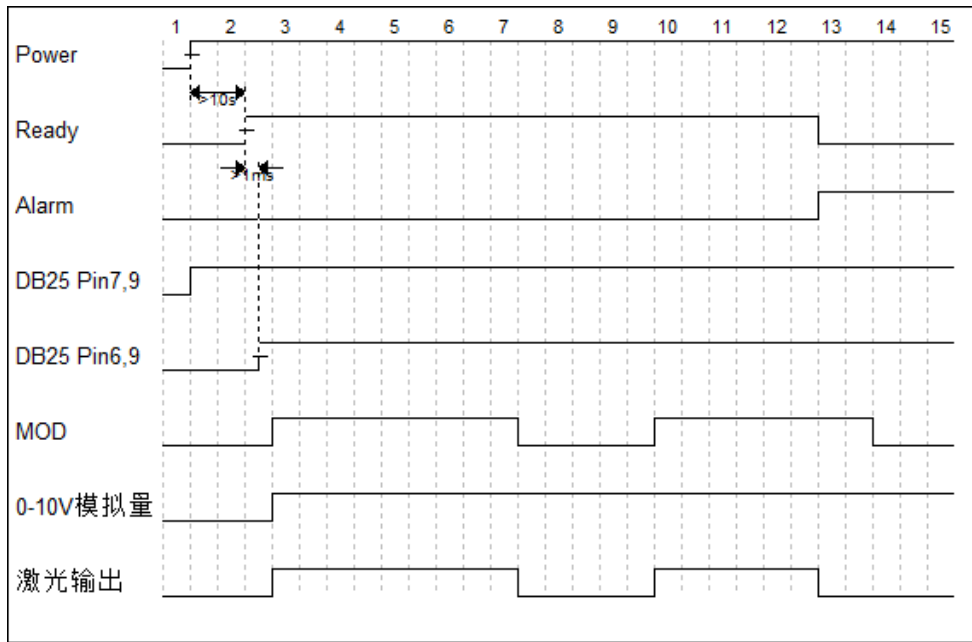 1 2 3 4 5 6 7 8 9 10 11 12 13 14 15
Power
>10s
Ready
>1ms
Alarm
DB25 Pin7,9
DB25 Pin6,9
MOD
0-10V模拟量
激光输出